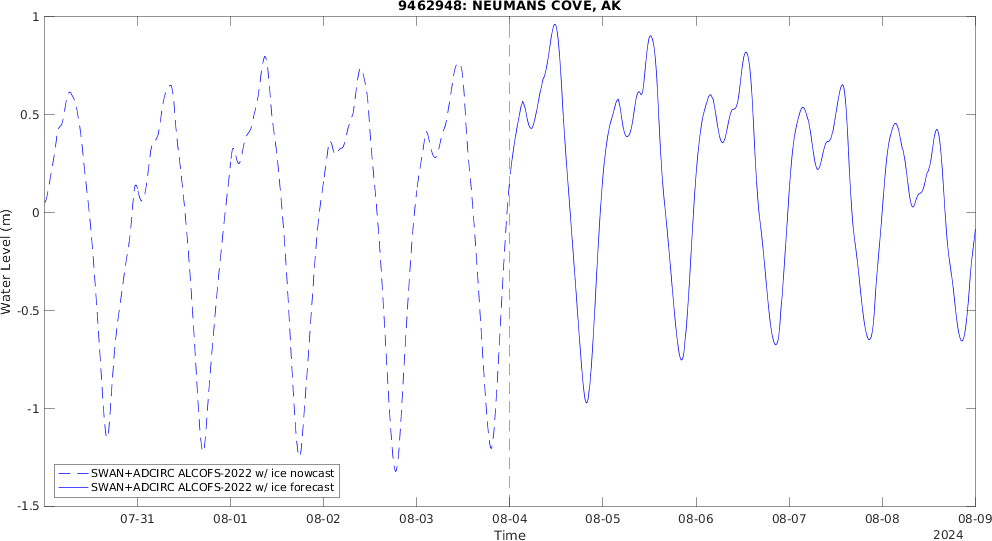 9462948: NEUMANS COVE, AK
Water Level (m)
1
0.5
0
-0.5
-1
-1.5
SWAN+ADCIRC ALCOFS-2022 w/ ice nowcast
SWAN+ADCIRC ALCOFS-2022 w/ ice forecast
07-31 08-01 08-02 08-03 08-04 08-05 08-06 08-07 08-08 08-09
Time
2024